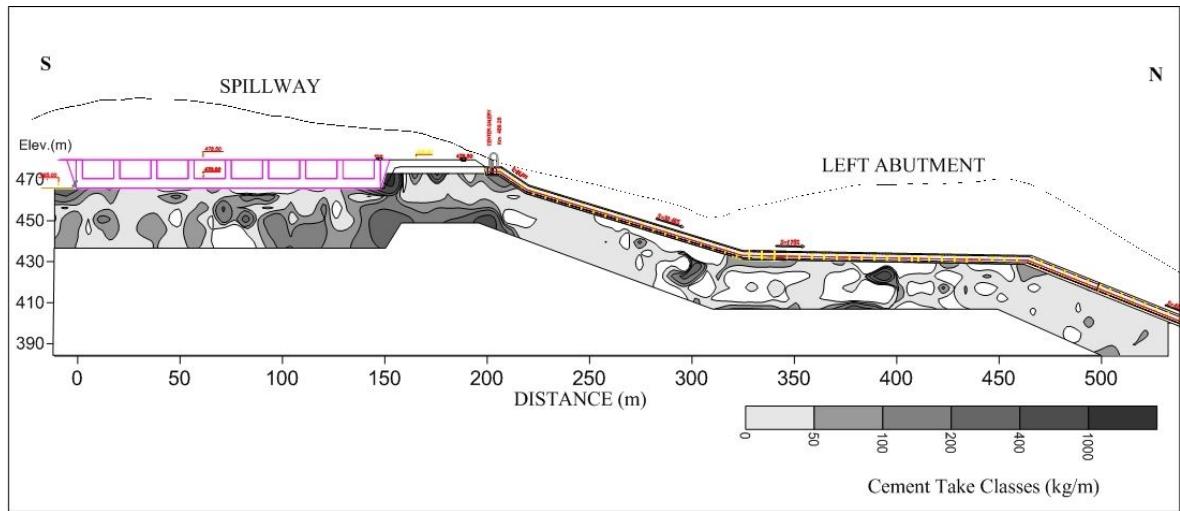 S
N
SPILLWAY
Elev.(m)
LEFT ABUTMENT
470
450
430
410
390
0 50 100 150 200 250 300 350 400 450 500
DISTANCE (m)
0 50 100 200 400 1000
Cement Take Classes (kg/m)